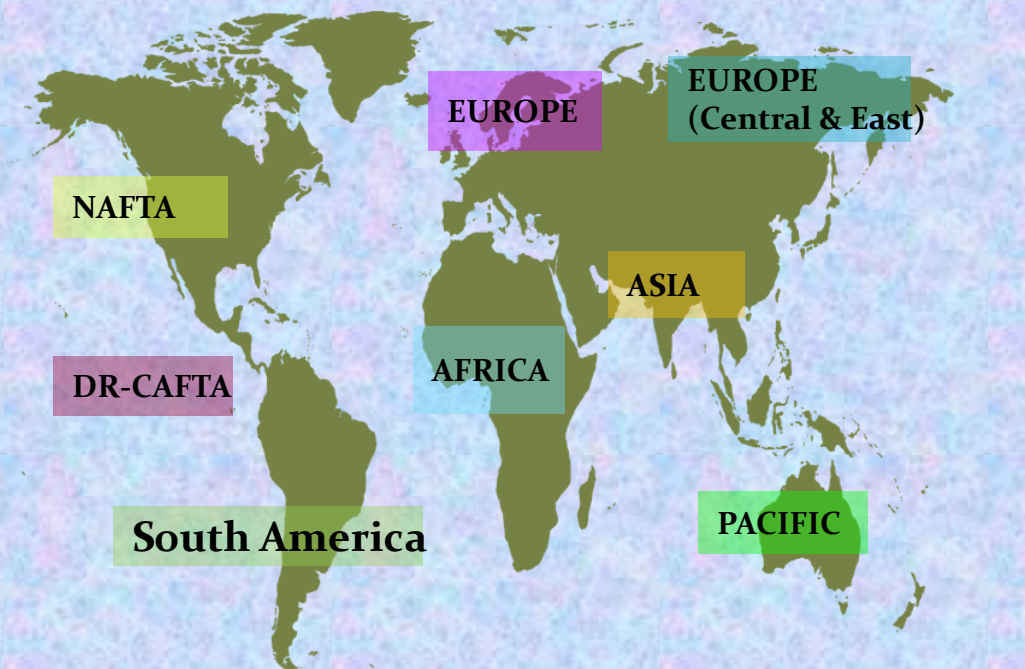 EUROPE
EUROPE
(Central & East)
NAFTA
ASIA
AFRICA
DR-CAFTA
PACIFIC
South America